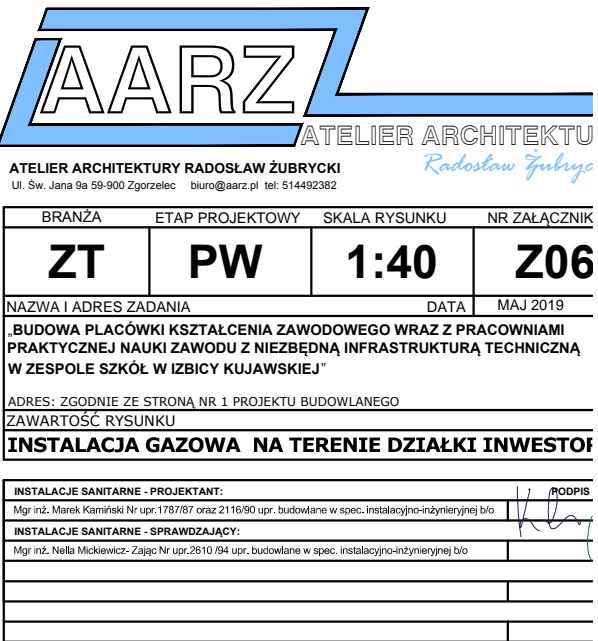 AARZ
ATELIER ARCHITEKTU
Radosław Żubryc
ATELIER ARCHITEKTURY RADOSŁAW ŻUBRYCKI
Ul. Św. Jana 9a 59-900 Zgorzelec biuro@aarz.pl tel: 514492382
BRANŻA ETAP PROJEKTOWY SKALA RYSUNKU NR ZAŁĄCZNIK
ZT PW 1:40 Z06
NAZWA I ADRES ZADANIA DATA MAJ 2019
„BUDOWA PLACÓWKI KSZTAŁCENIA ZAWODOWEGO WRAZ Z PRACOWNIAMI
PRAKTYCZNEJ NAUKI ZAWODU Z NIEZBĘDNĄ INFRASTRUKTURĄ TECHNICZNĄ
W ZESPOLE SZKÓŁ W IZBICY KUJAWSKIEJ”
ADRES: ZGODNIE ZE STRONĄ NR 1 PROJEKTU BUDOWLANEGO
ZAWARTOŚĆ RYSUNKU
INSTALACJA GAZOWA NA TERENIE DZIAŁKI INWESTOR
INSTALACJE SANITARNE - PROJEKTANT: PODPIS
Mgr inż. Marek Kamiński Nr upr.1787/87 oraz 2116/90 upr. budowlane w spec. instalacyjno-inżynieryjnej b/o
INSTALACJE SANITARNE - SPRAWDZAJĄCY:
Mgr inż. Nella Mickiewicz- Zając Nr upr.2610 /94 upr. budowlane w spec. instalacyjno-inżynieryjnej b/o